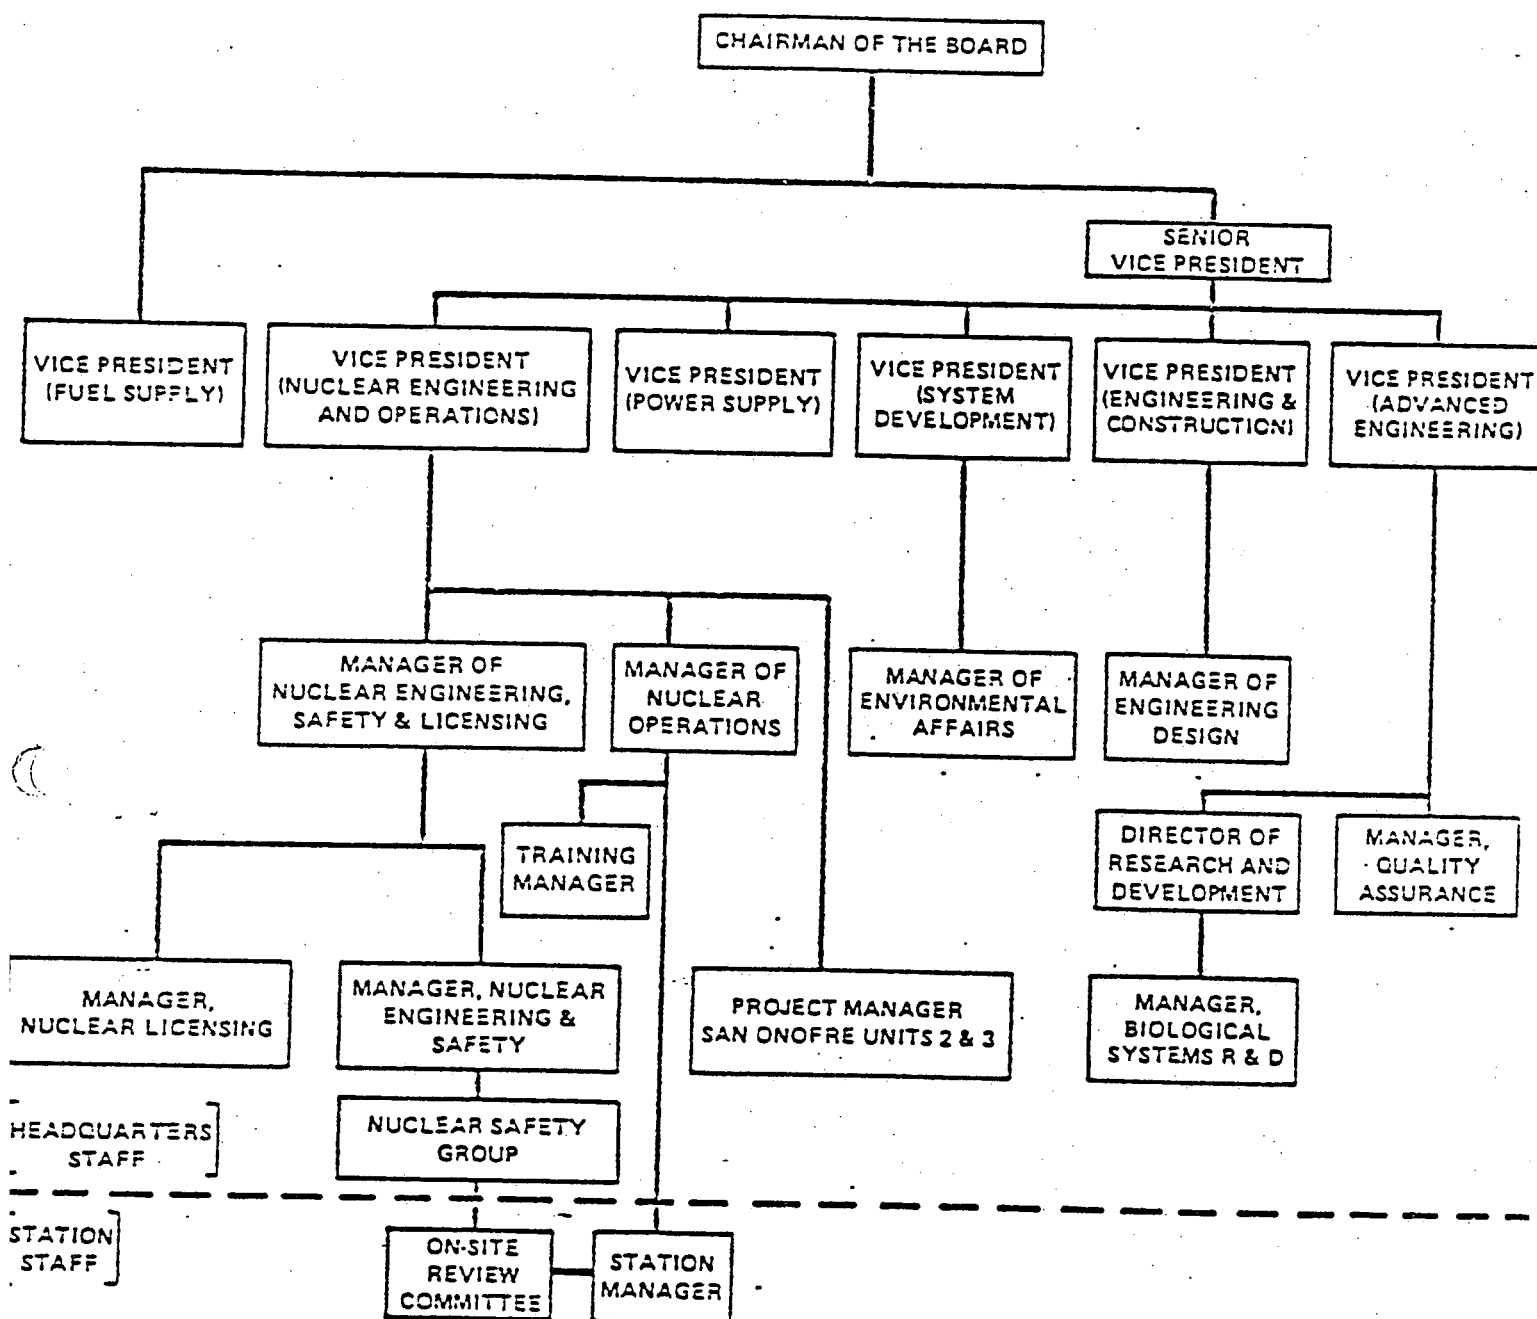 CHAIRMAN OF THE BOARD
SENIOR
VICE PRESIDENT
VICE PRESIDENT
(FUEL SUPPLY)
VICE PRESIDENT
(NUCLEAR ENGINEERING
AND OPERATIONS)
VICE PRESIDENT
(POWER SUPPLY)
VICE PRESIDENT
(SYSTEM
DEVELOPMENT)
VICE PRESIDENT
(ENGINEERING &
CONSTRUCTION)
VICE PRESIDENT
(ADVANCED
ENGINEERING)
MANAGER OF
NUCLEAR ENGINEERING,
SAFETY & LICENSING
MANAGER OF
NUCLEAR
OPERATIONS
MANAGER OF
ENVIRONMENTAL
AFFAIRS
MANAGER OF
ENGINEERING
DESIGN
TRAINING
MANAGER
DIRECTOR OF
RESEARCH AND
DEVELOPMENT
MANAGER,
QUALITY
ASSURANCE
MANAGER,
NUCLEAR LICENSING
MANAGER, NUCLEAR
ENGINEERING &
SAFETY
PROJECT MANAGER
SAN ONOFRE UNITS 2 & 3
MANAGER,
BIOLOGICAL
SYSTEMS R & D
HEADQUARTERS
STAFF
NUCLEAR SAFETY
GROUP
STATION
STAFF
ON-SITE
REVIEW
COMMITTEE
STATION
MANAGER